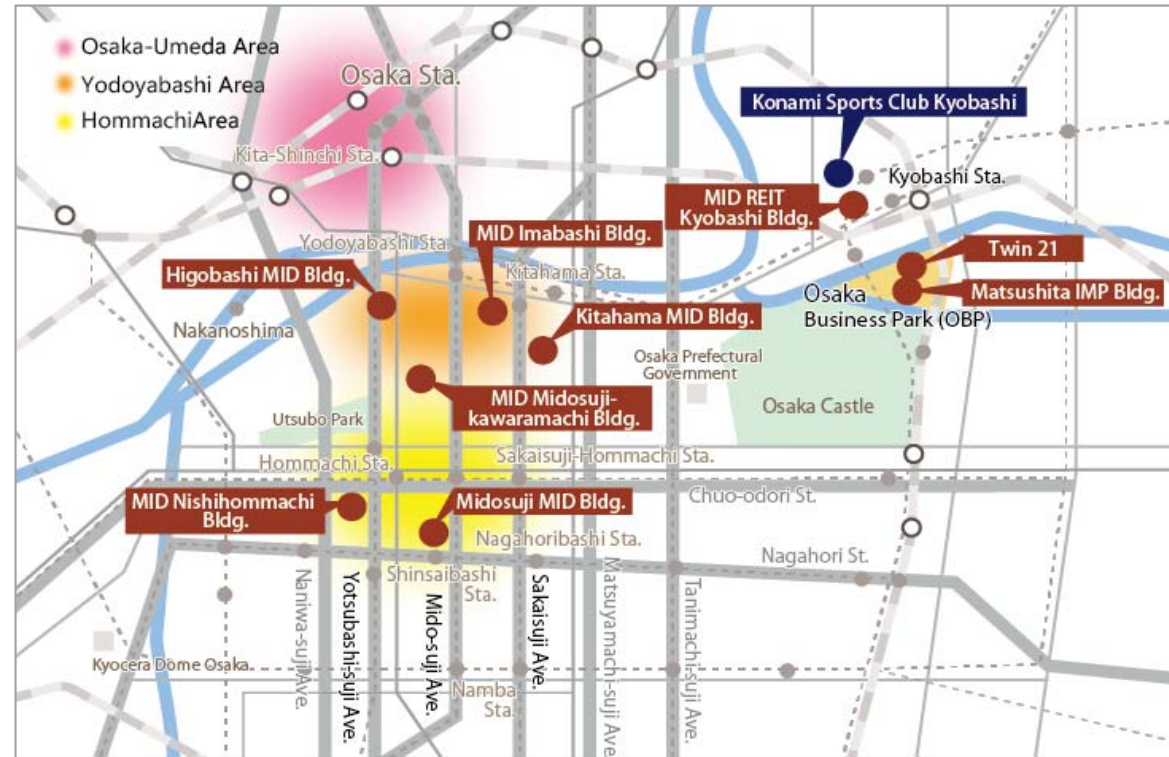 Osaka-Umeda Area
Yodoyabashi Area
HommachiArea
Osaka Sta.
Kita-Shinchi Sta.
Konami Sports Club Kyobashi
Kyobashi Sta.
MID REIT
Kyobashi Bldg.
Yodoyabashi Sta.
MID Imabashi Bldg.
Higobashi MID Bldg.
Kitahama Sta.
Twin 21
Matsushita IMP Bldg.
Osaka
Business Park (OBP)
Nakanoshima
Kitahama MID Bldg.
Osaka Prefectural
Government
MID Midosuji-
kawaramachi Bldg.
Osaka Castle
Utsubo Park
Hommachi Sta.
Sakaisuji-Hommachi Sta.
Chuo-odori St.
MID Nishihommachi
Bldg.
Midosuji MID Bldg.
Nagahoribashi Sta.
Nagahori St.
Shinsaibashi
Sta.
Naniwa-suji Ave.
Yotsubashi-suji Ave.
Mido-suji Ave.
Sakaisuji Ave.
Matsuyamachi-suji Ave.
Tanimachi-suji Ave.
Kyocera Dome Osaka
Namba
Sta.